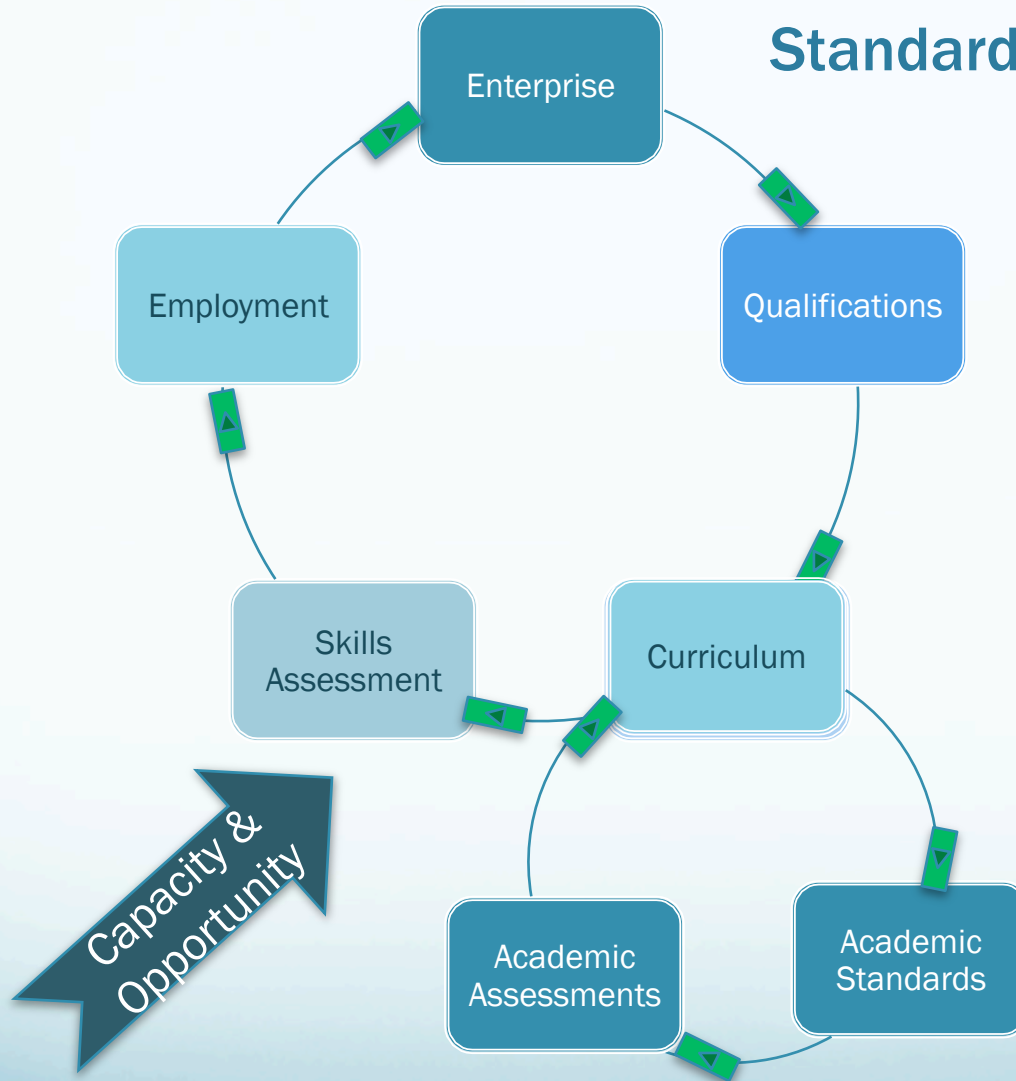 Standard
Enterprise
Employment
Qualifications
Skills
Assessment
Curriculum
Capacity &
Opportunity
Academic
Assessments
Academic
Standards